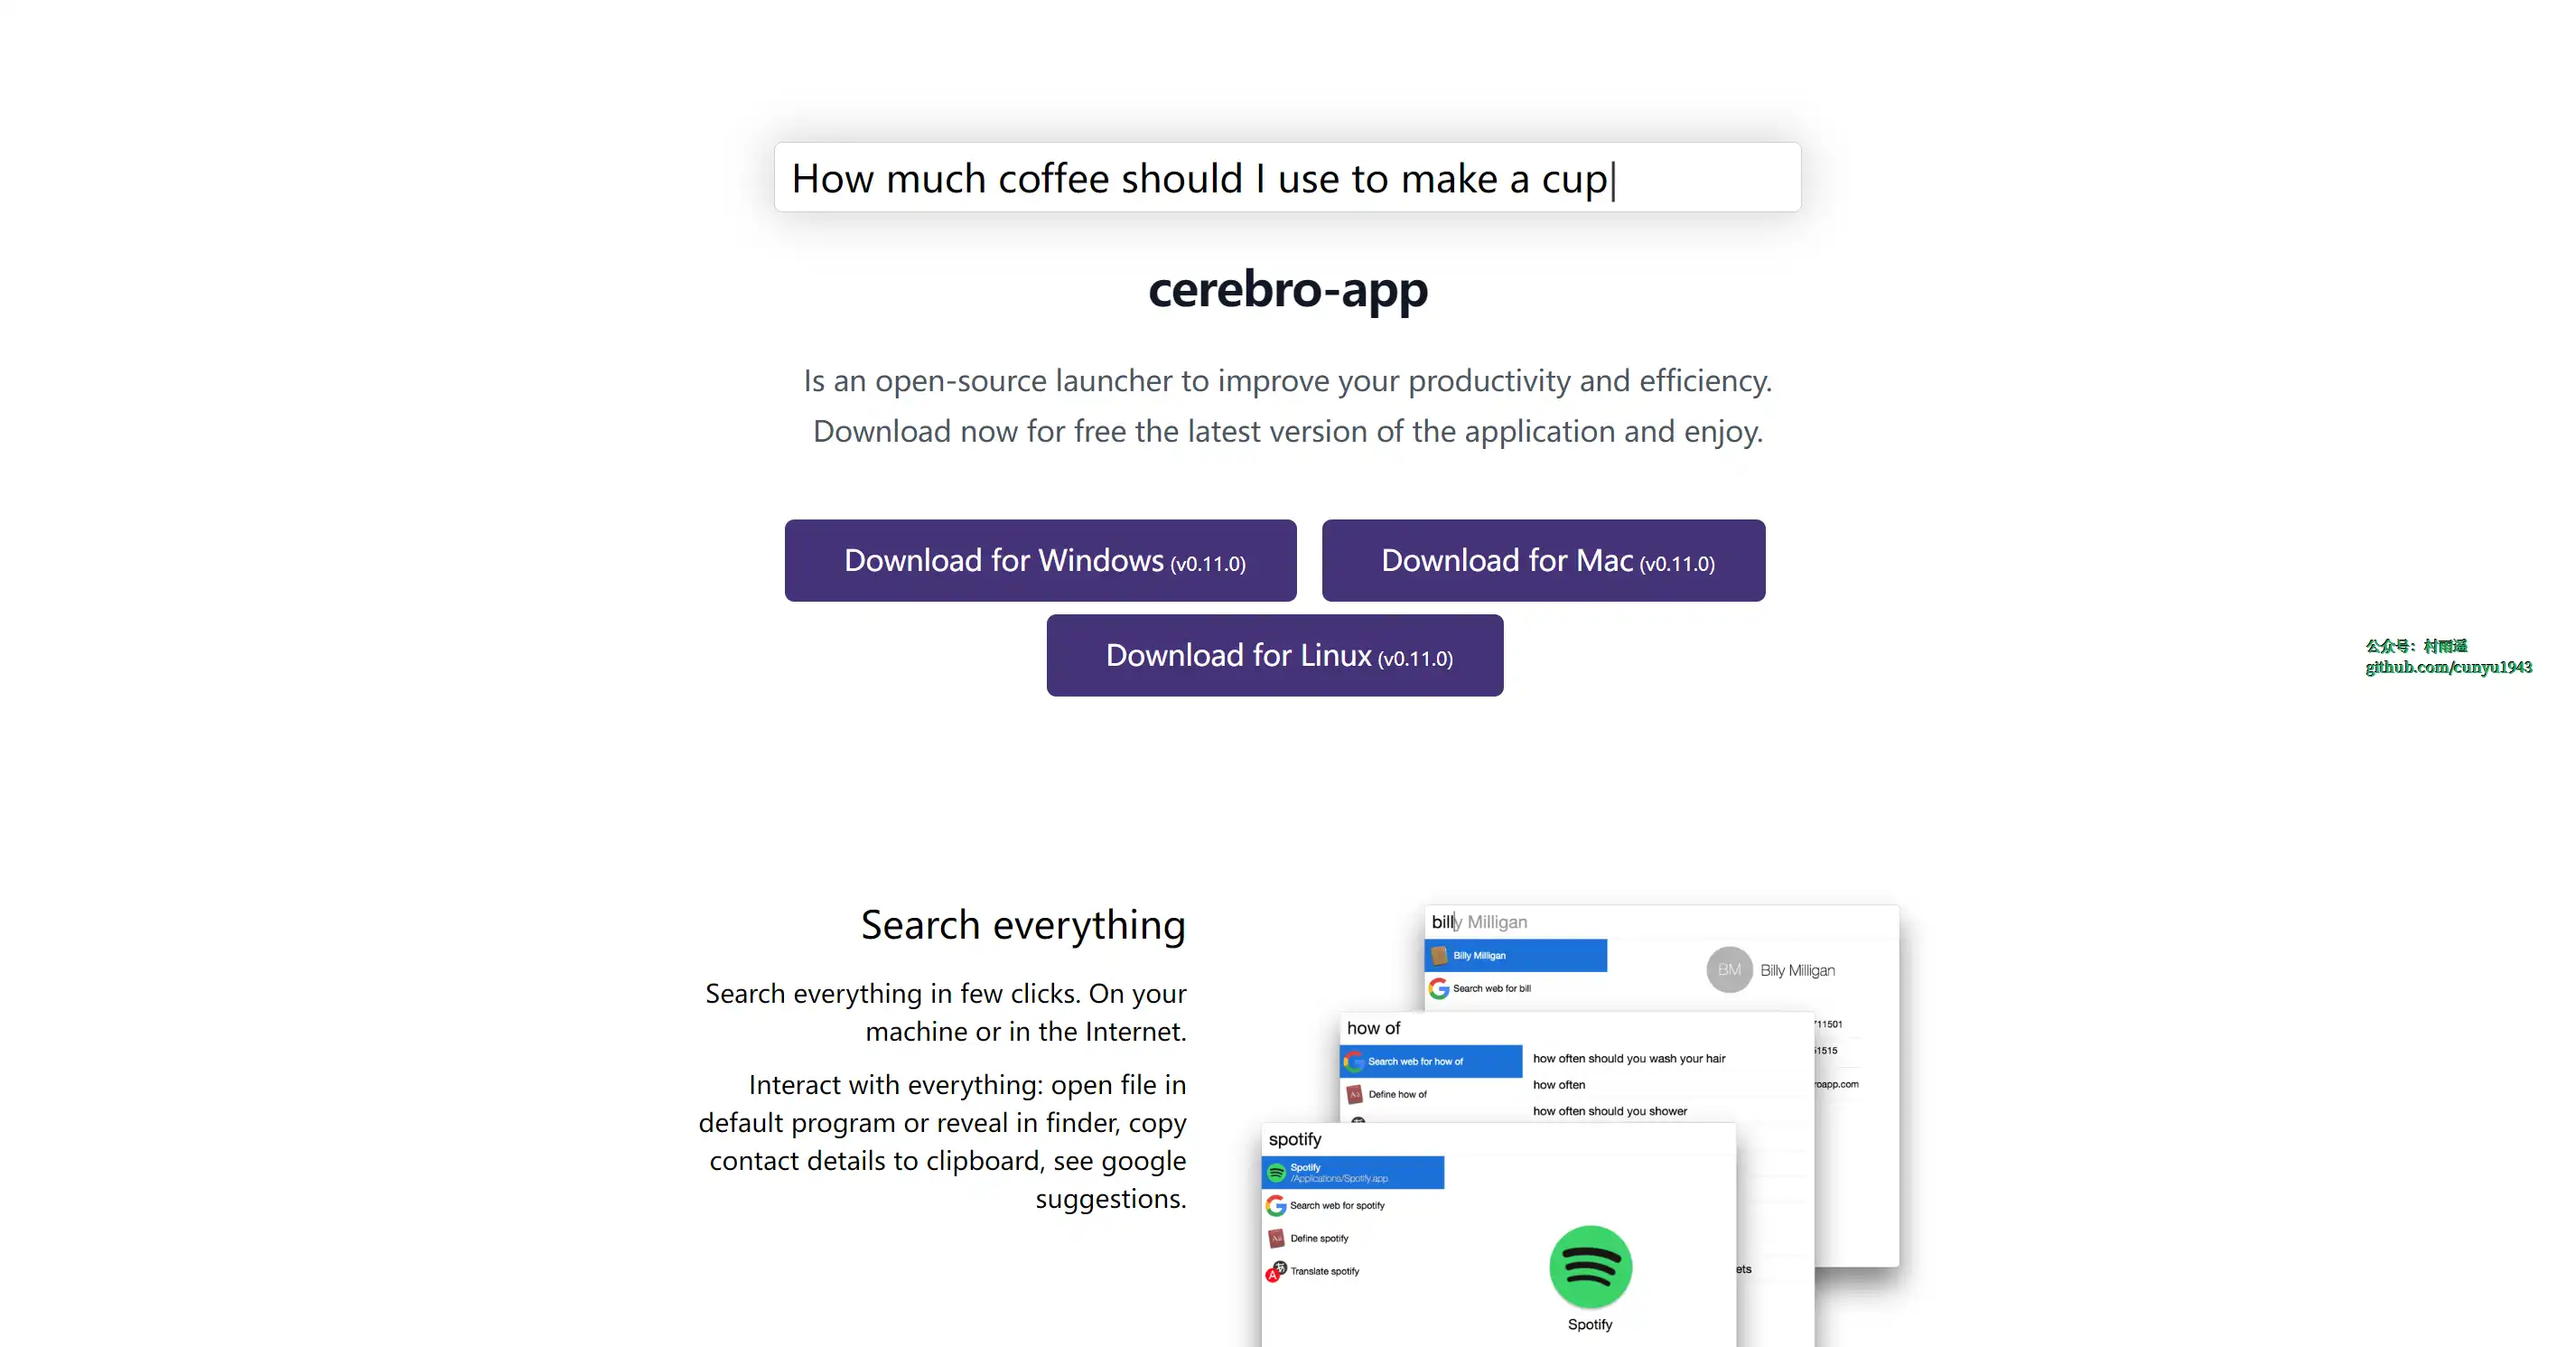 How much coffee should I use to make a cup
cerebro-app
Is an open-source launcher to improve your productivity and efficiency.
Download now for free the latest version of the application and enjoy.
Download for Windows (v0.11.0)
Download for Mac (v0.11.0)
Download for Linux (v0.11.0)
公众号：村雨遥
github.com/cunyu1943
Search everything
Search everything in few clicks. On your
machine or in the Internet.
Interact with everything: open file in
default program or reveal in finder, copy
contact details to clipboard, see google
suggestions.
billy Milligan
Billy Milligan
Search web for bill
BM Billy Milligan
11501
1515
roapp.com
how of
Search web for how of
Define how of
how often should you wash your hair
how often
how often should you shower
ets
spotify
Spotify
/Applications/Spotify.app
Search web for spotify
Define spotify
Translate spotify
Spotify